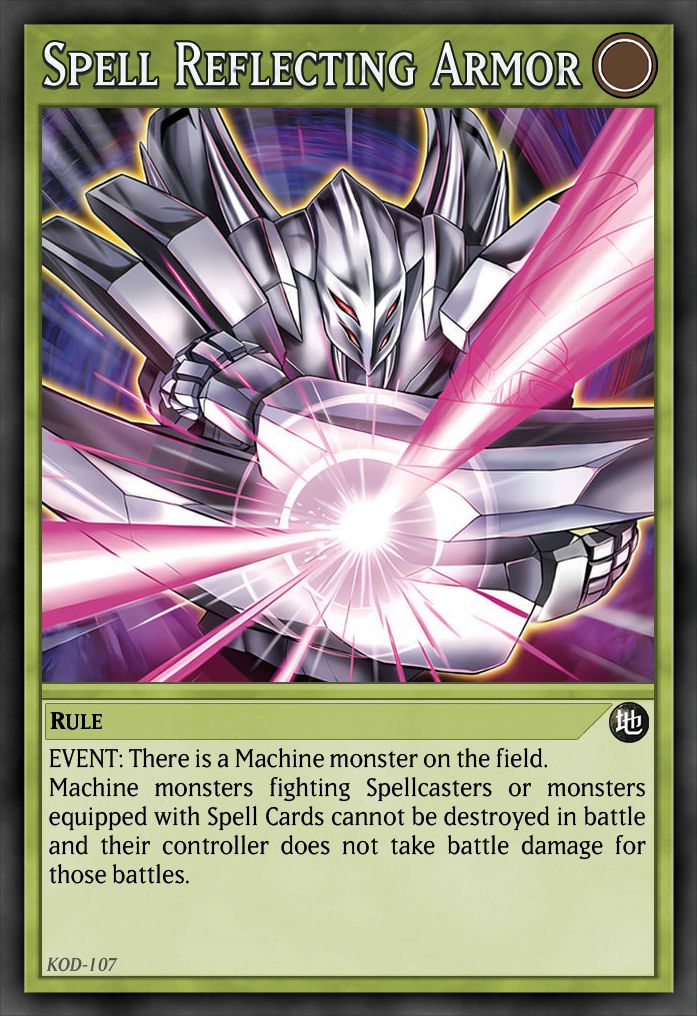 SPELL REFLECTING ARMOR
RULE
EVENT: There is a Machine monster on the field.
Machine monsters fighting Spellcasters or monsters
equipped with Spell Cards cannot be destroyed in battle
and their controller does not take battle damage for
those battles.
KOD-107